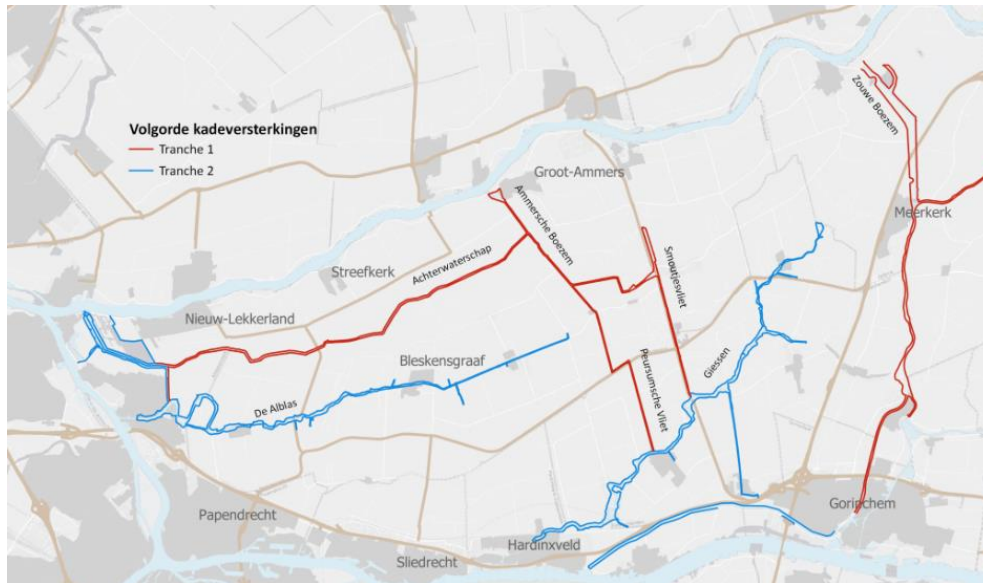 Volgorde kadeversterkingen
Tranche 1
Tranche 2
Zouwe Boezem
Groot-Ammers
Ammersche Boezem
Meerkerk
Achterwaterschap
Smoutjesvliet
Streefkerk
Nieuw-Lekkerland
Bleskensgraaf
Peursumsche Vliet
Giessen
De Alblas
Papendrecht
Gorinchem
Hardinxveld
Sliedrecht